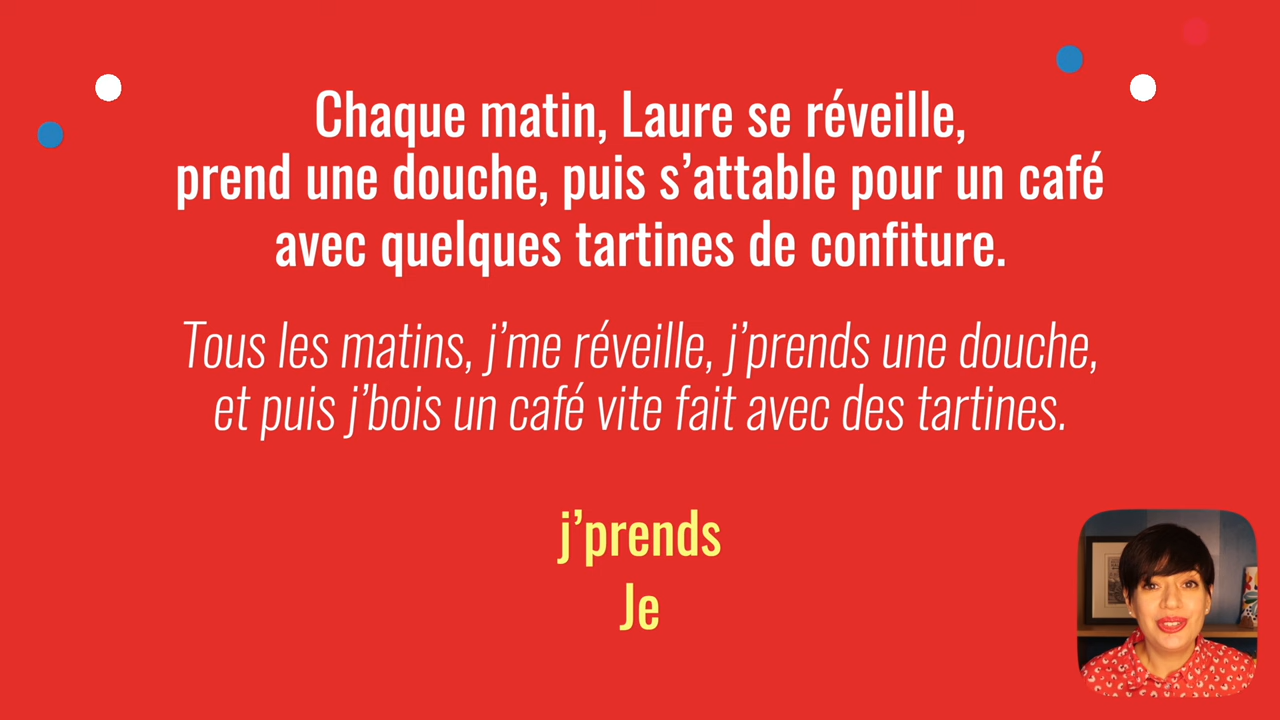 Chaque matin, Laure se réveille,
prend une douche, puis s’attable pour un café
avec quelques tartines de confiture.
Tous les matins, j’me réveille, j’prends une douche,
et puis j’bois un café vite fait avec des tartines.
j’prends
Je